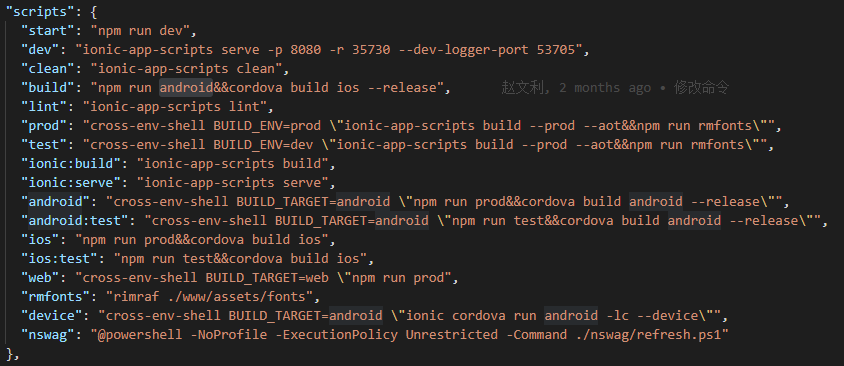 "scripts": {
"start": "npm run dev",
"dev": "ionic-app-scripts serve -p 8080 -r 35730 --dev-logger-port 53705",
"clean": "ionic-app-scripts clean",
"build": "npm run android&&cordova build ios --release", 赵文利, 2 months ago • 修改命令
"lint": "ionic-app-scripts lint",
"prod": "cross-env-shell BUILD_ENV=prod \"ionic-app-scripts build --prod --aot&&npm run rmfonts\"",
"test": "cross-env-shell BUILD_ENV=dev \"ionic-app-scripts build --prod --aot&&npm run rmfonts\"",
"ionic:build": "ionic-app-scripts build",
"ionic:serve": "ionic-app-scripts serve",
"android": "cross-env-shell BUILD_TARGET=android \"npm run prod&&cordova build android --release\"",
"android:test": "cross-env-shell BUILD_TARGET=android \"npm run test&&cordova build android --release\"",
"ios": "npm run prod&&cordova build ios",
"ios:test": "npm run test&&cordova build ios",
"web": "cross-env-shell BUILD_TARGET=web \"npm run prod",
"rmfonts": "rimraf ./www/assets/fonts",
"device": "cross-env-shell BUILD_TARGET=android \"ionic cordova run android -lc --device\"",
"nswag": "@powershell -NoProfile -ExecutionPolicy Unrestricted -Command ./nswag/refresh.ps1"
},